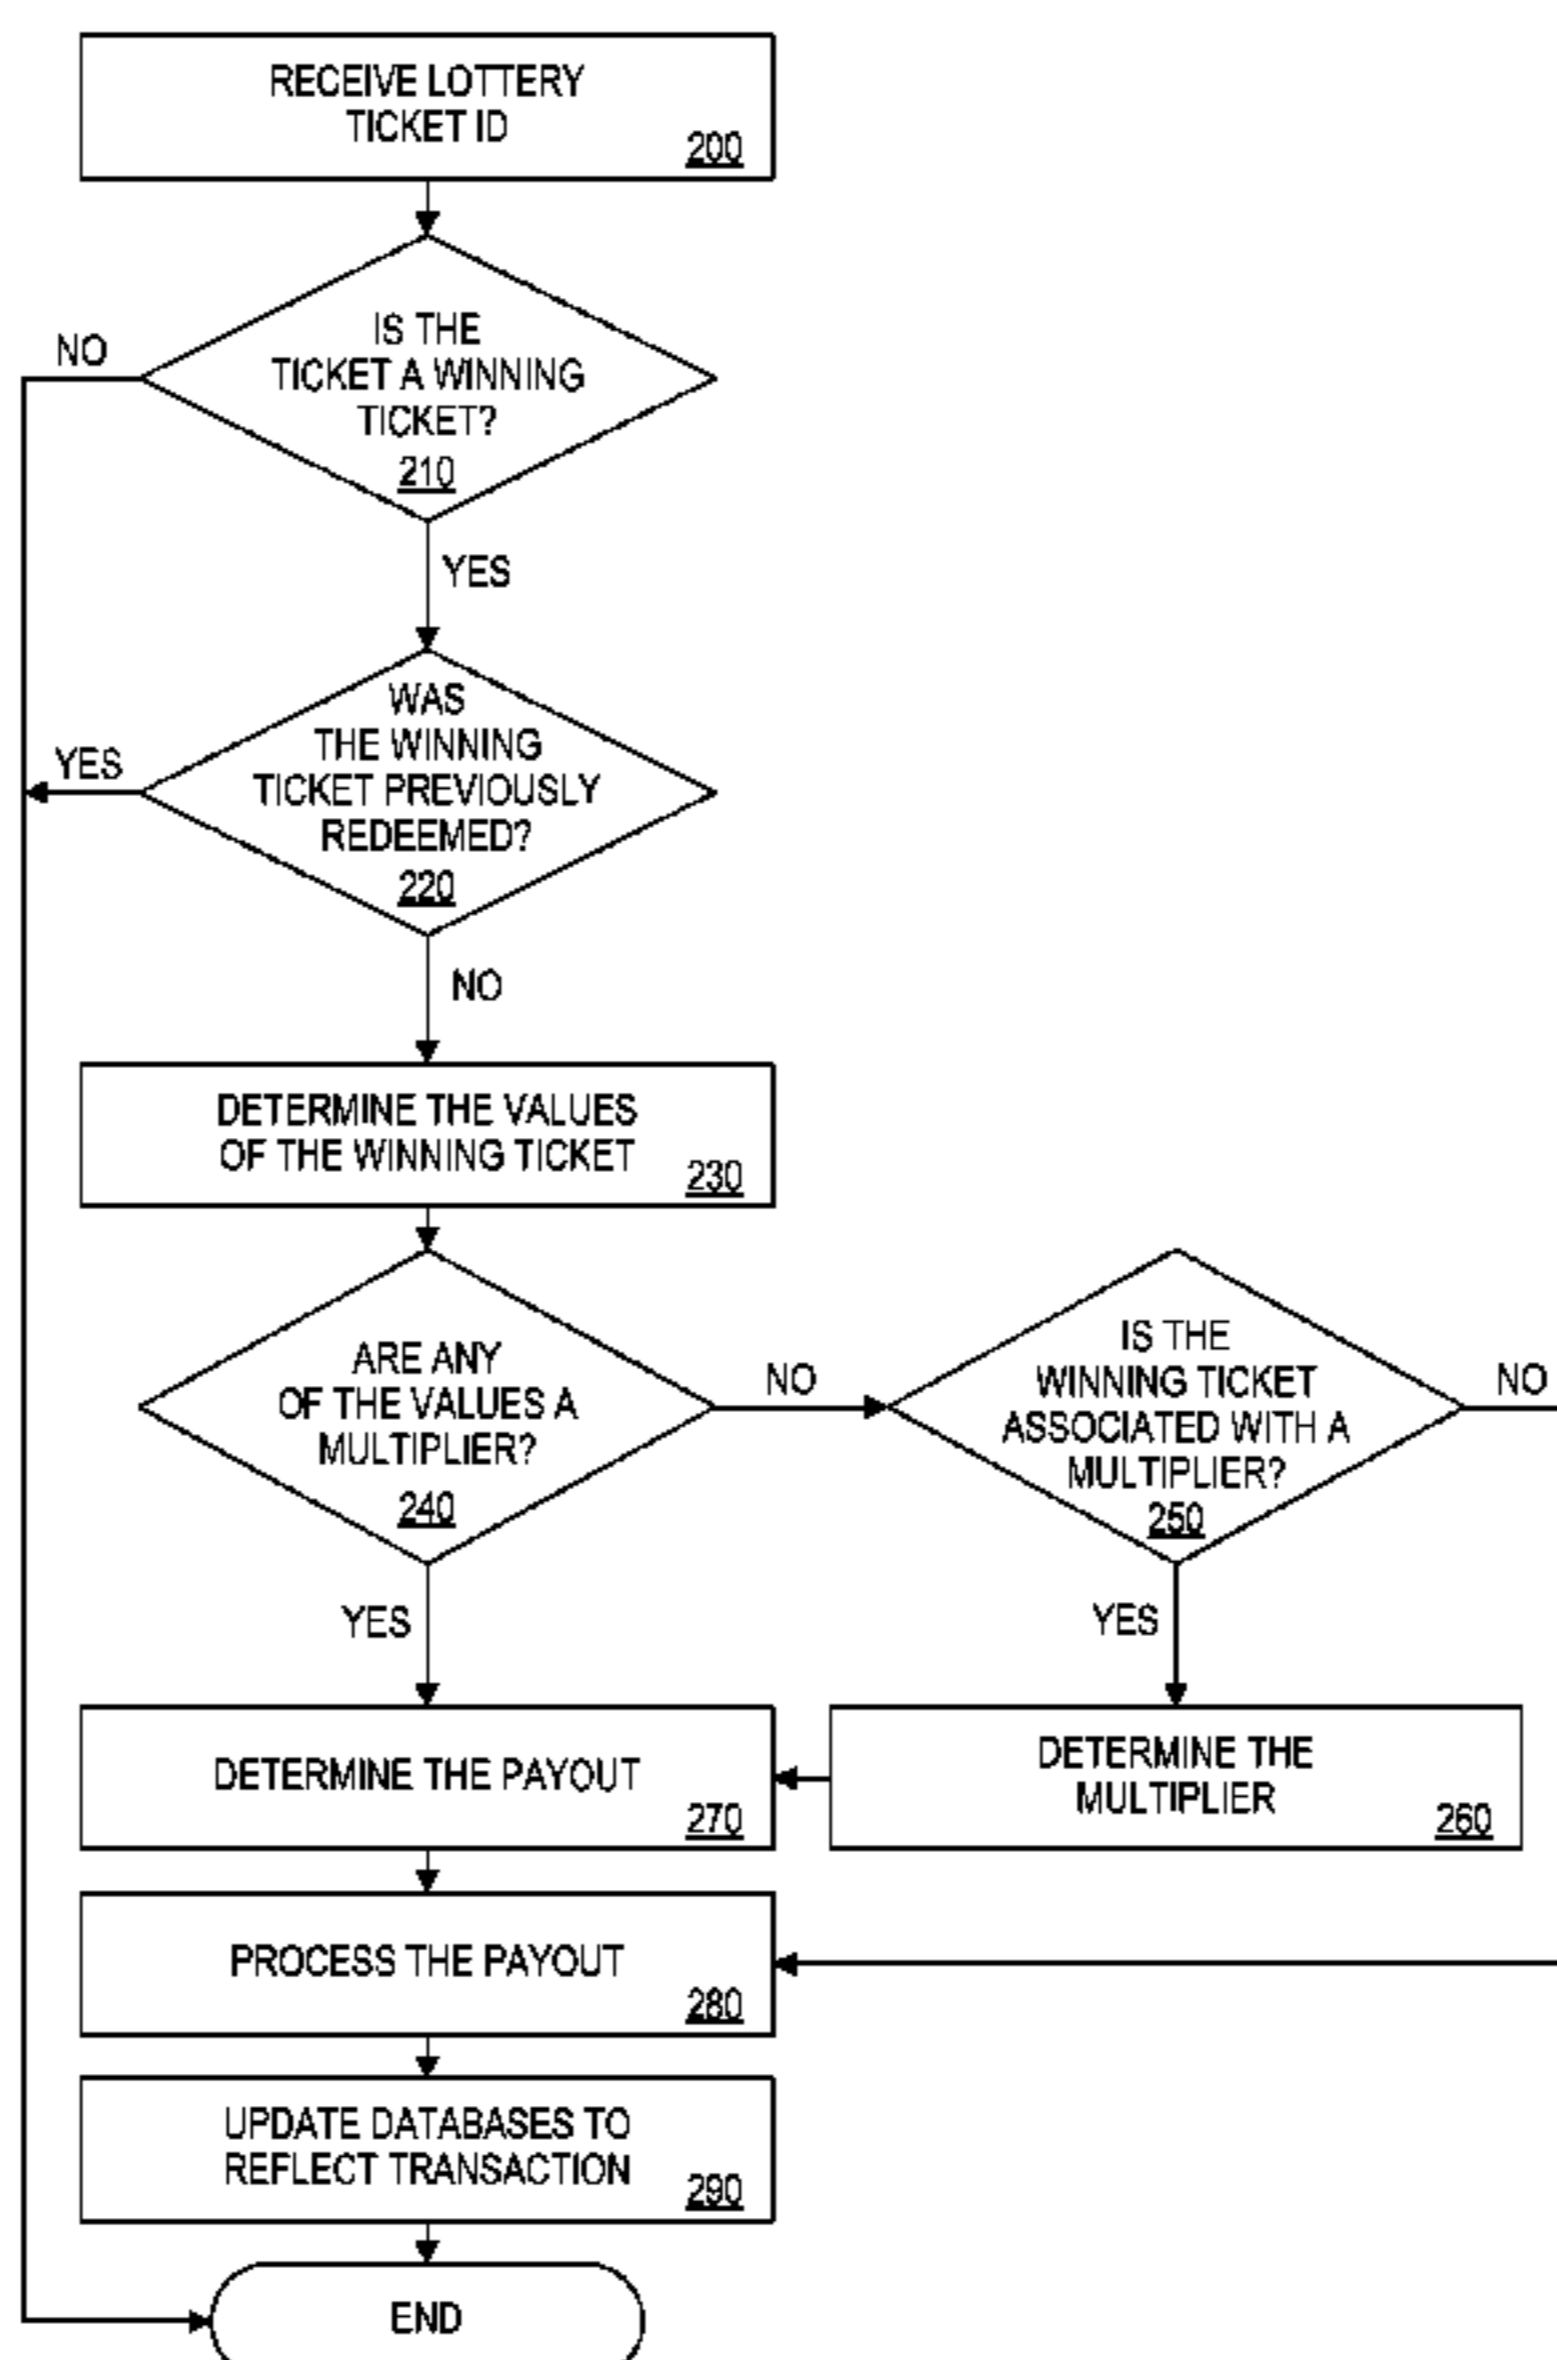 RECEIVE LOTTERY
TICKET ID
200
IS THE
TICKET A WINNING
TICKET?
210
NO
YES
WAS
THE WINNING
TICKET PREVIOUSLY
REDEEMED?
220
YES
NO
DETERMINE THE VALUES
OF THE WINNING TICKET
230
ARE ANY
OF THE VALUES A
MULTIPLIER?
240
NO
IS THE
WINNING TICKET
ASSOCIATED WITH A
MULTIPLIER?
250
NO
YES
YES
DETERMINE THE PAYOUT
270
DETERMINE THE
MULTIPLIER
260
PROCESS THE PAYOUT
280
UPDATE DATABASES TO
REFLECT TRANSACTION
290
END